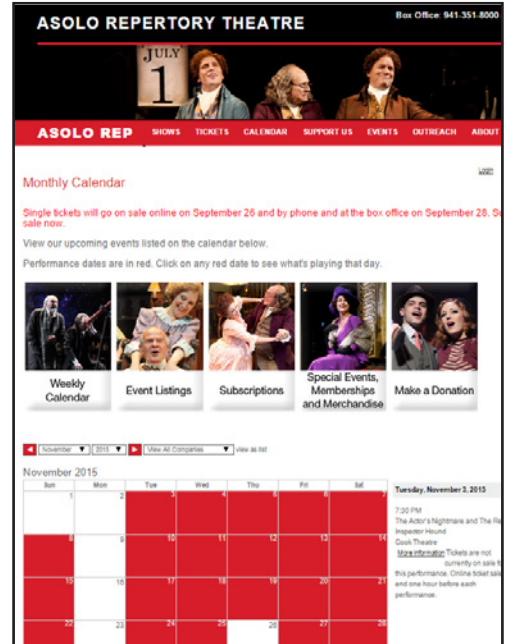 ASOLO REPERTORY THEATRE
Box Office: 941-351-8000
JULY
1
ASOLO REP SHOWS TICKETS CALENDAR SUPPORT US EVENTS OUTREACH ABOUT
Monthly Calendar
Single tickets will go on sale online on September 26 and by phone and at the box office on September 28.
sale now.
View our upcoming events listed on the calendar below.
Performance dates are in red. Click on any red date to see what's playing that day.
Weekly
Calendar
Event Listings
Subscriptions
Special Events,
Memberships
and Merchandise
Make a Donation
November 2015 View All Companies view as list
November 2015
Sun Mon Tue Wed Thu Fri Sat
1 2 3 4 5 6 7
8 9 10 11 12 13 14
15 16 17 18 19 20 21
22 23 24 25 26 27 28
Tuesday, November 3, 2015
7:30 PM
The Actor's Nightmare and The
Inspector Hound
Cook Theatre
More information Tickets are not
currently on sale
this performance. Online ticket
end one hour before each
performance.